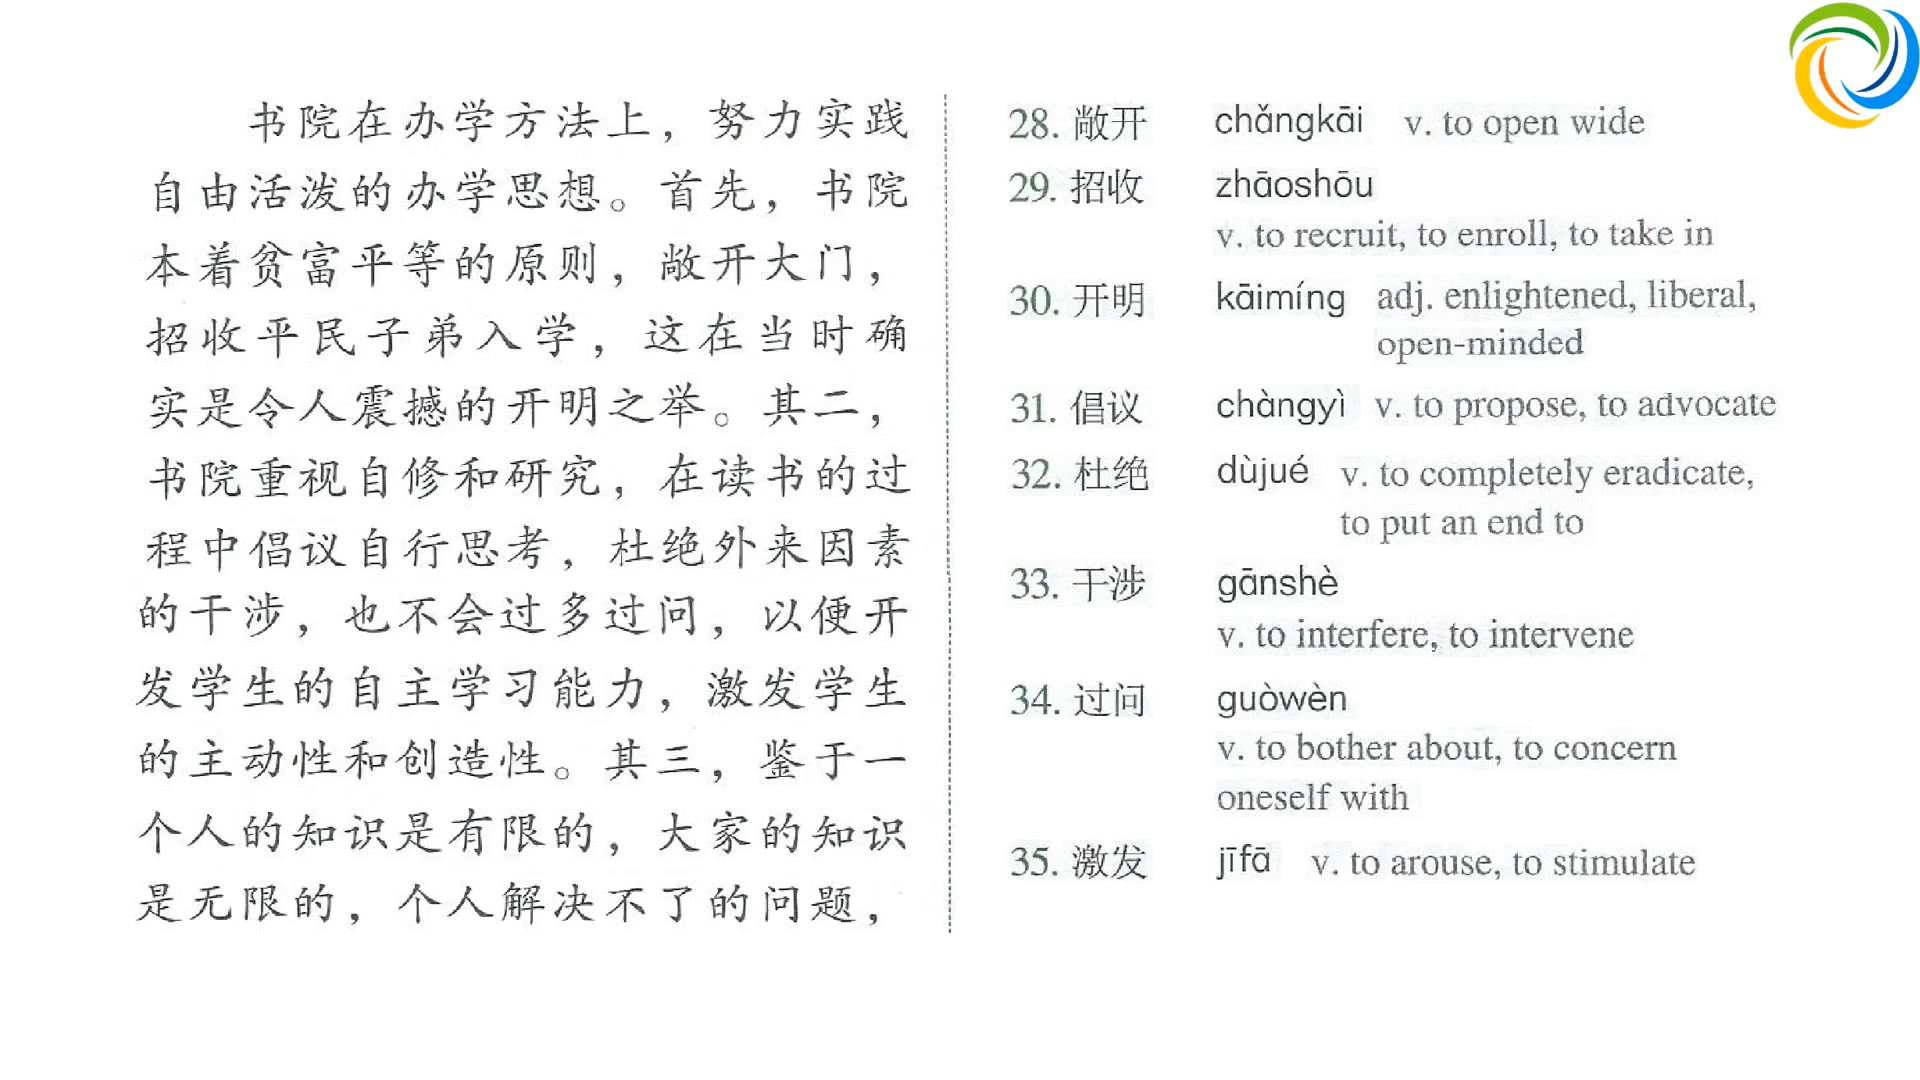 书院在办学方法上，努力实践
自由活泼的办学思想。首先，书院
本着贫富平等的原则，敞开大门，
招收平民子弟入学，这在当时确
实是令人震撼的开明之举。其二，
书院重视自修和研究，在读书的过
程中倡议自行思考，杜绝外来因素
的干涉，也不会过多过问，以便开
发学生的自主学习能力，激发学生
的主动性和创造性。其三，鉴于一
个人的知识是有限的，大家的知识
是无限的，个人解决不了的问题，
28. 敞开 chǎngkāi v. to open wide
29. 招收 zhāoshōu
v. to recruit, to enroll, to take in
30. 开明 kāimíng adj. enlightened, liberal,
open-minded
31. 倡议 chàngyì v. to propose, to advocate
32. 杜绝 dùjué v. to completely eradicate,
to put an end to
33. 干涉 gānshè
v. to interfere, to intervene
34. 过问 guòwèn
v. to bother about, to concern
oneself with
35. 激发 jīfā v. to arouse, to stimulate